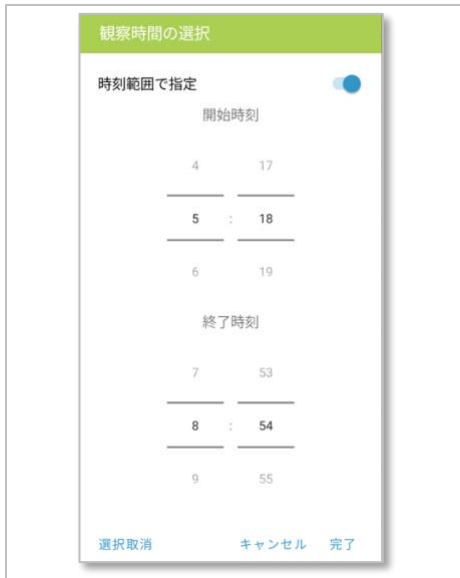 観察時間の選択
時刻範囲で指定
開始時刻
4 17
5 : 18
6 19
終了時刻
7 53
8 : 54
9 55
選択取消 キャンセル 完了